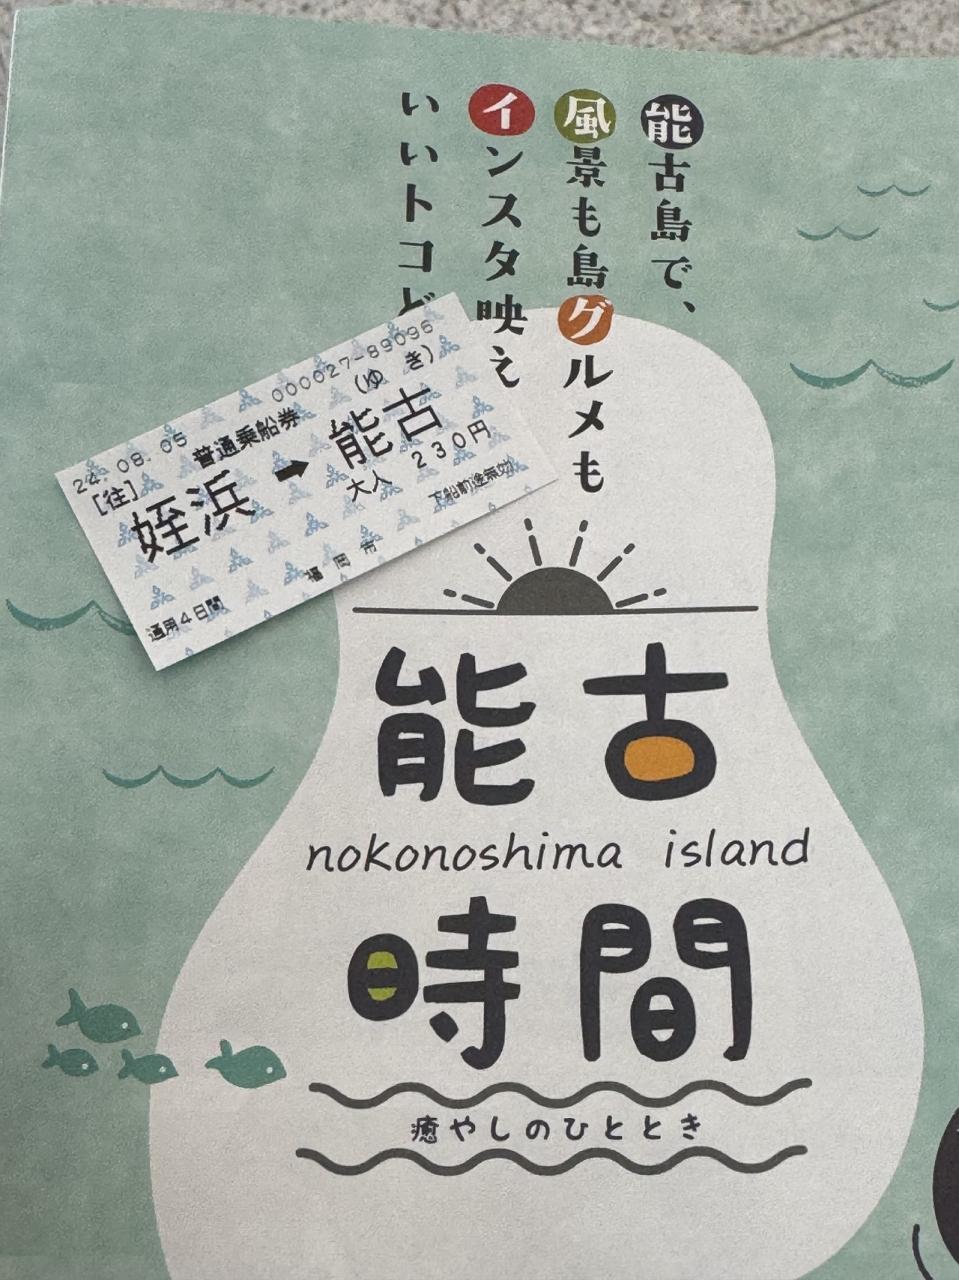 能古島で、
風景も島グルメも
インスタ映え
いいトコど
000027-89096
24.08.05 普通乗船券 (ゆき)
[往]
姪浜➡能古
大人 230円
下船前途無効
福岡市
通用4日間
能古
nokonoshima island
時間
癒やしのひととき